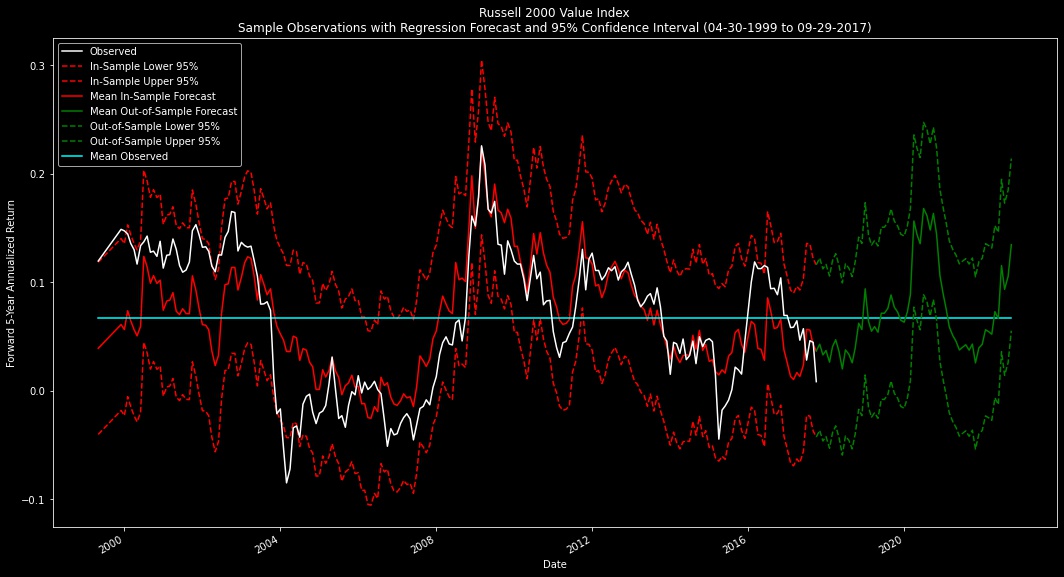 Russell 2000 Value Index
Sample Observations with Regression Forecast and 95% Confidence Interval (04-30-1999 to 09-29-2017)
Observed
In-Sample Lower 95%
In-Sample Upper 95%
Mean In-Sample Forecast
Mean Out-of-Sample Forecast
Out-of-Sample Lower 95%
Out-of-Sample Upper 95%
Mean Observed
Forward 5-Year Annualized Return
0.3
0.2
0.1
0.0
−0.1
2000
2004
2008
2012
2016
2020
Date